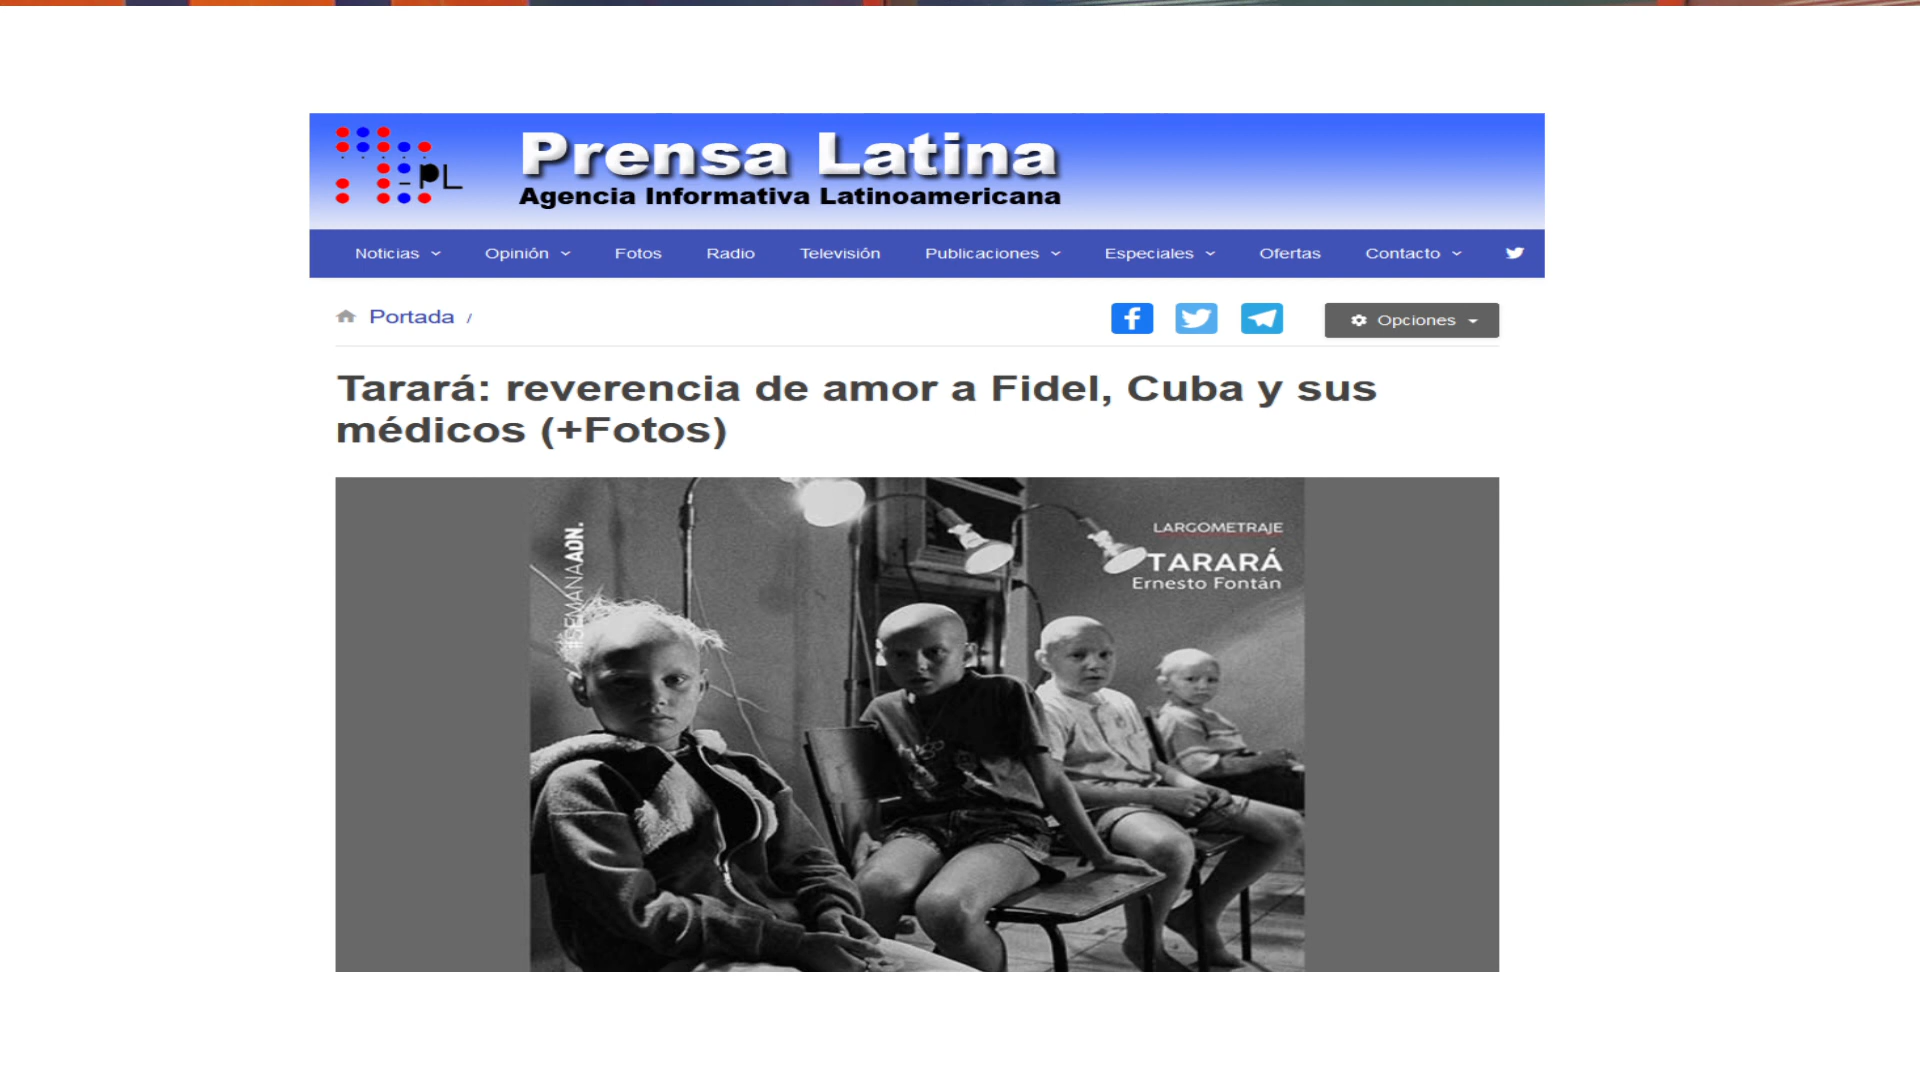 -PL
Prensa Latina
Agencia Informativa Latinoamericana
Noticias Opinión Fotos Radio Televisión Publicaciones Especiales Ofertas Contacto
Portada /
Opciones
Tarará: reverencia de amor a Fidel, Cuba y sus
médicos (+Fotos)
#SEMANAADN.
LARGOMETRAJE
TARARÁ
Ernesto Fontán